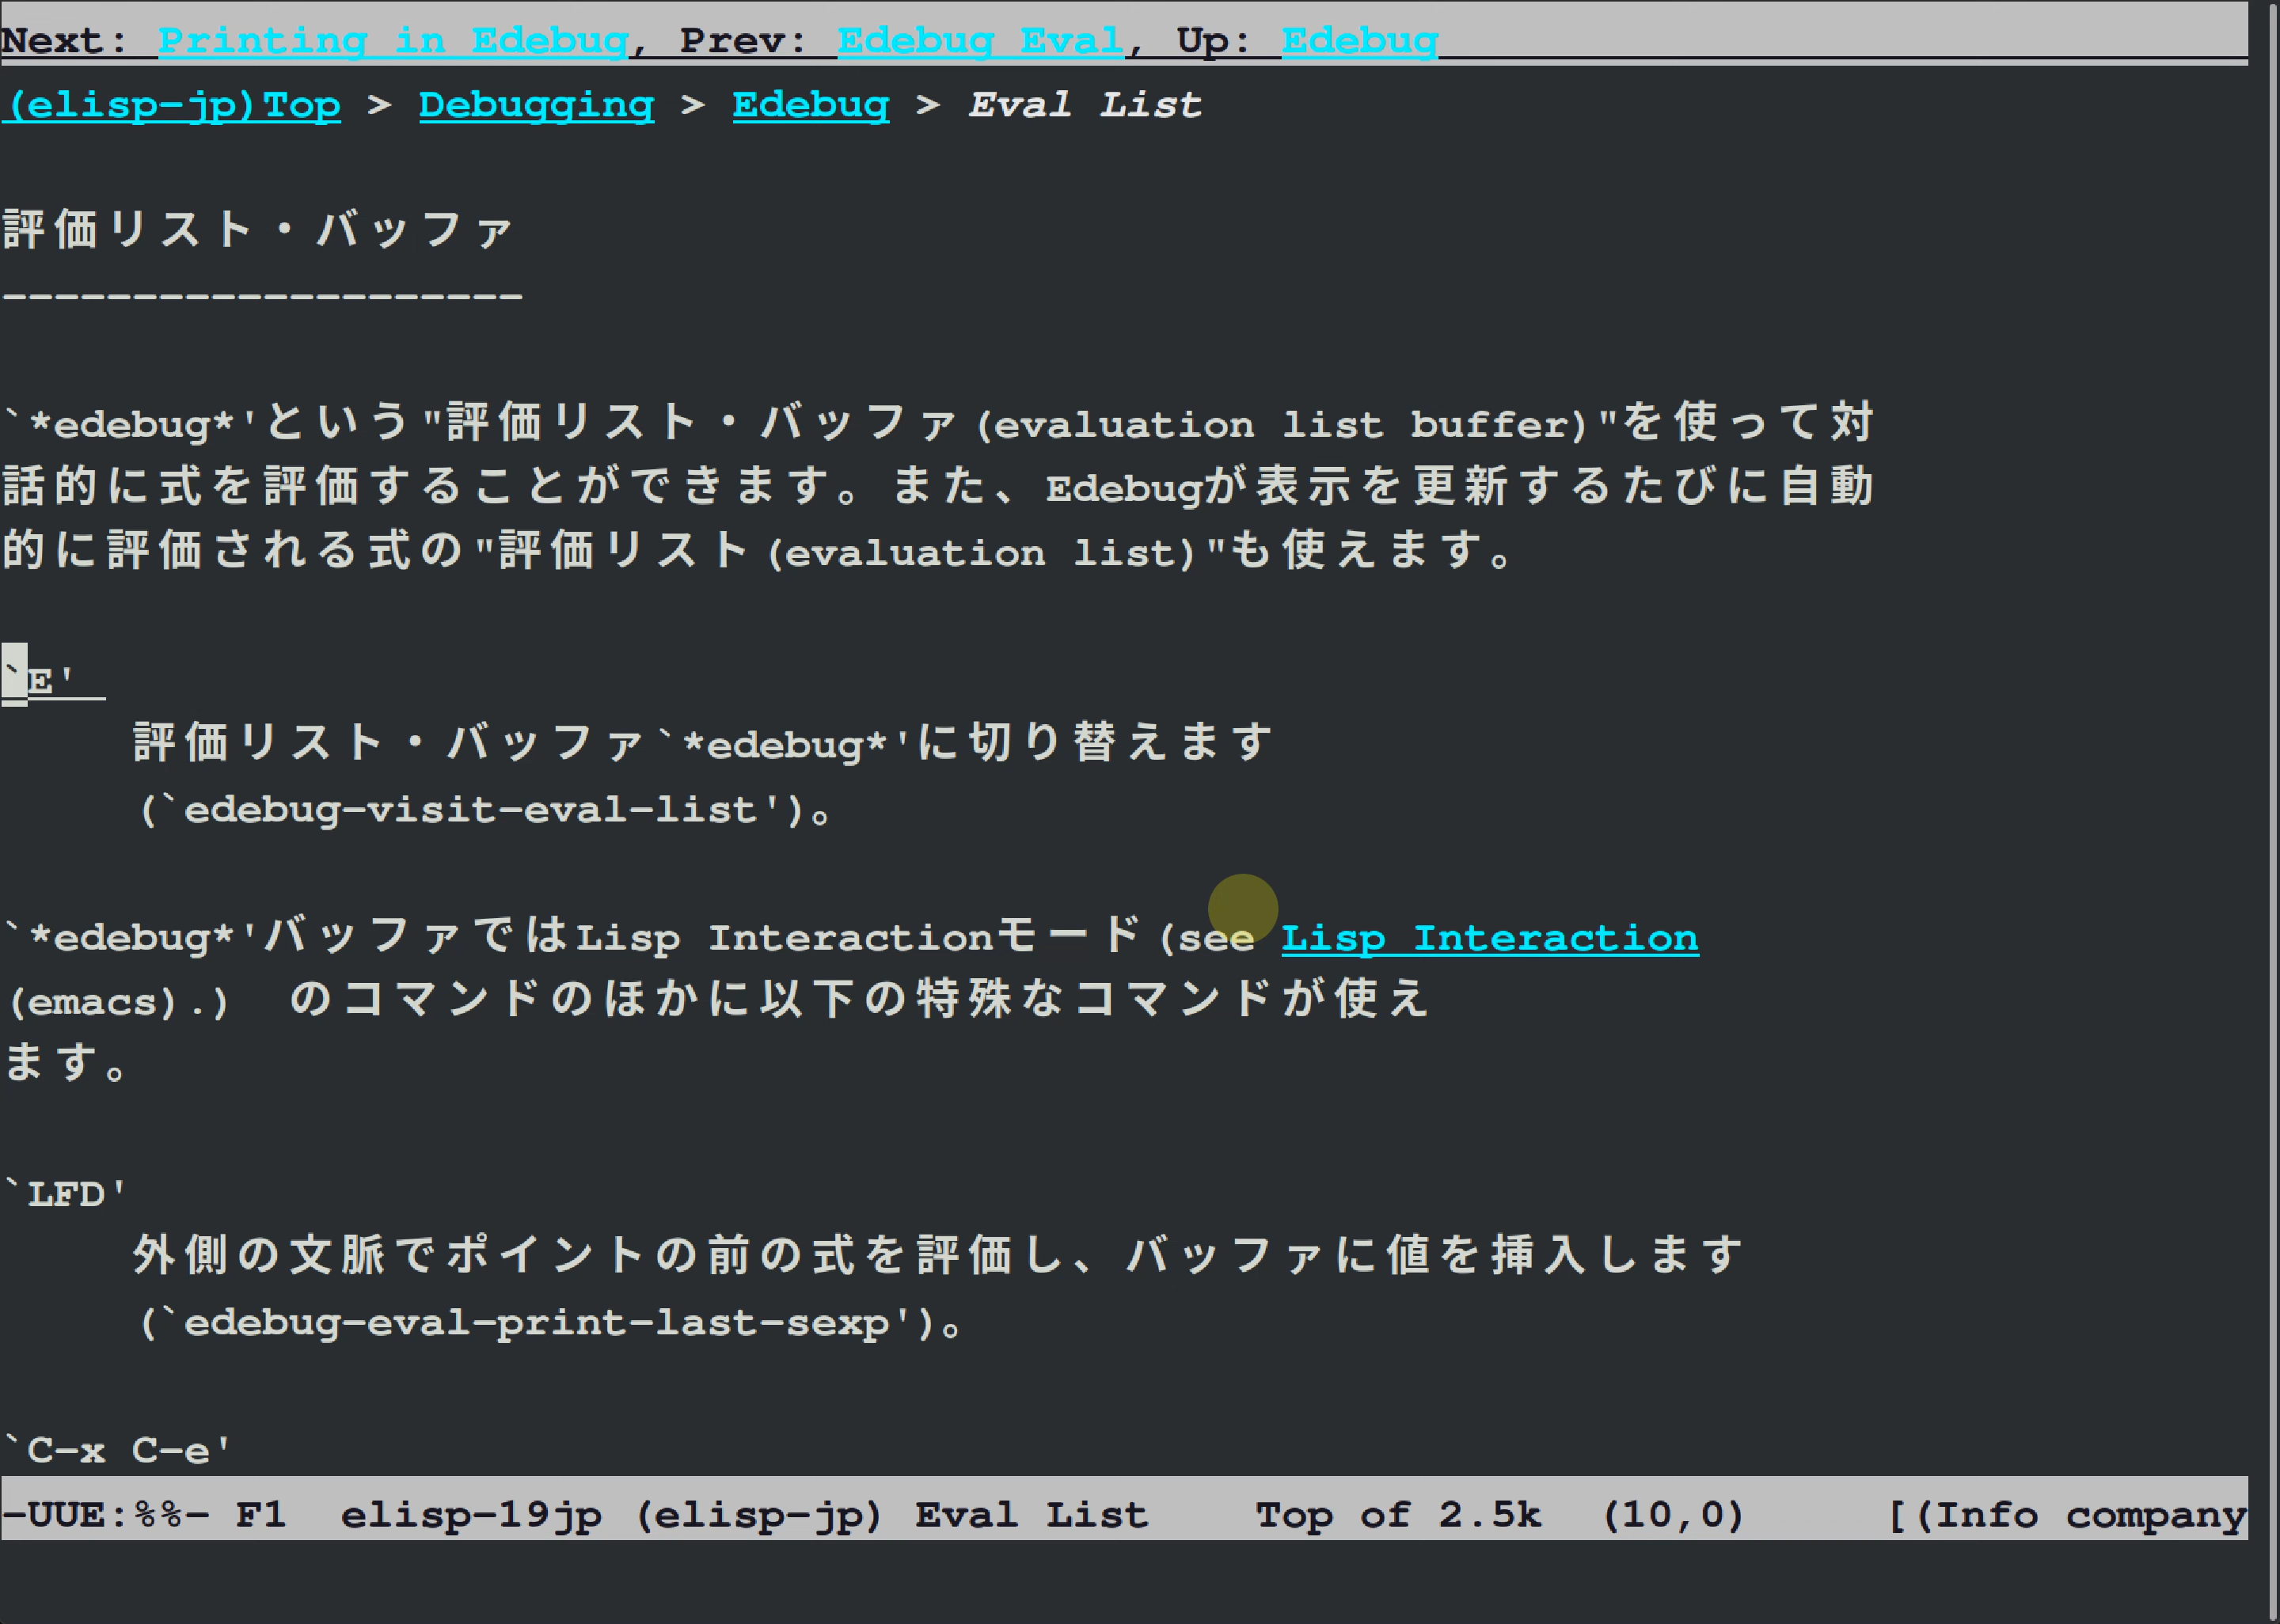 Next: Printing in Edebug, Prev: Edebug Eval, Up: Edebug
(elisp-jp)Top > Debugging > Edebug > Eval List
評価リスト・バッファ
--------------------
`*edebug*'という"評価リスト・バッファ(evaluation list buffer)"を使って対
話的に式を評価することができます。また、Edebugが表示を更新するたびに自動
的に評価される式の"評価リスト(evaluation list)"も使えます。
`E'
評価リスト・バッファ`*edebug*'に切り替えます
(`edebug-visit-eval-list')。
`*edebug*'バッファではLisp Interactionモード(see Lisp Interaction
(emacs).) のコマンドのほかに以下の特殊なコマンドが使え
ます。
`LFD'
外側の文脈でポイントの前の式を評価し、バッファに値を挿入します
(`edebug-eval-print-last-sexp')。
`C-x C-e'
-UUE:%%- F1  elisp-19jp (elisp-jp) Eval List    Top of 2.5k  (10,0)     [(Info company